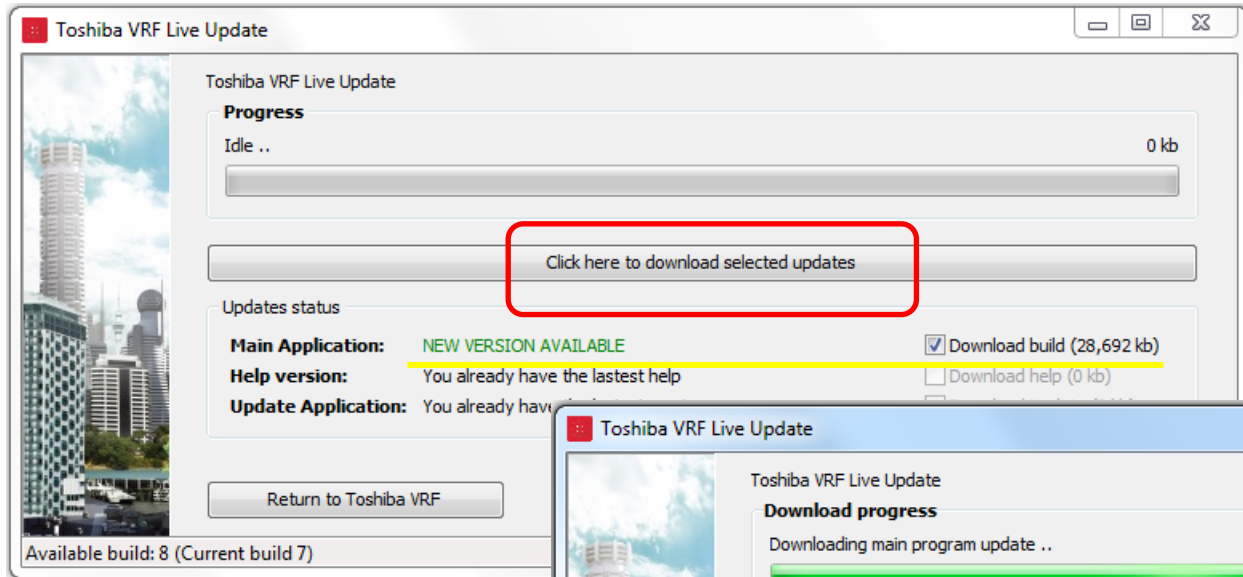 Toshiba VRF Live Update
Toshiba VRF Live Update
Progress
Idle .. 0 kb
Click here to download selected updates
Updates status
Main Application: NEW VERSION AVAILABLE Download build (28,692 kb)
Help version: You already have the lastest help Download help (0 kb)
Update Application: You already have
Return to Toshiba VRF
Available build: 8 (Current build 7)
Toshiba VRF Live Update
Toshiba VRF Live Update
Download progress
Downloading main program update ..